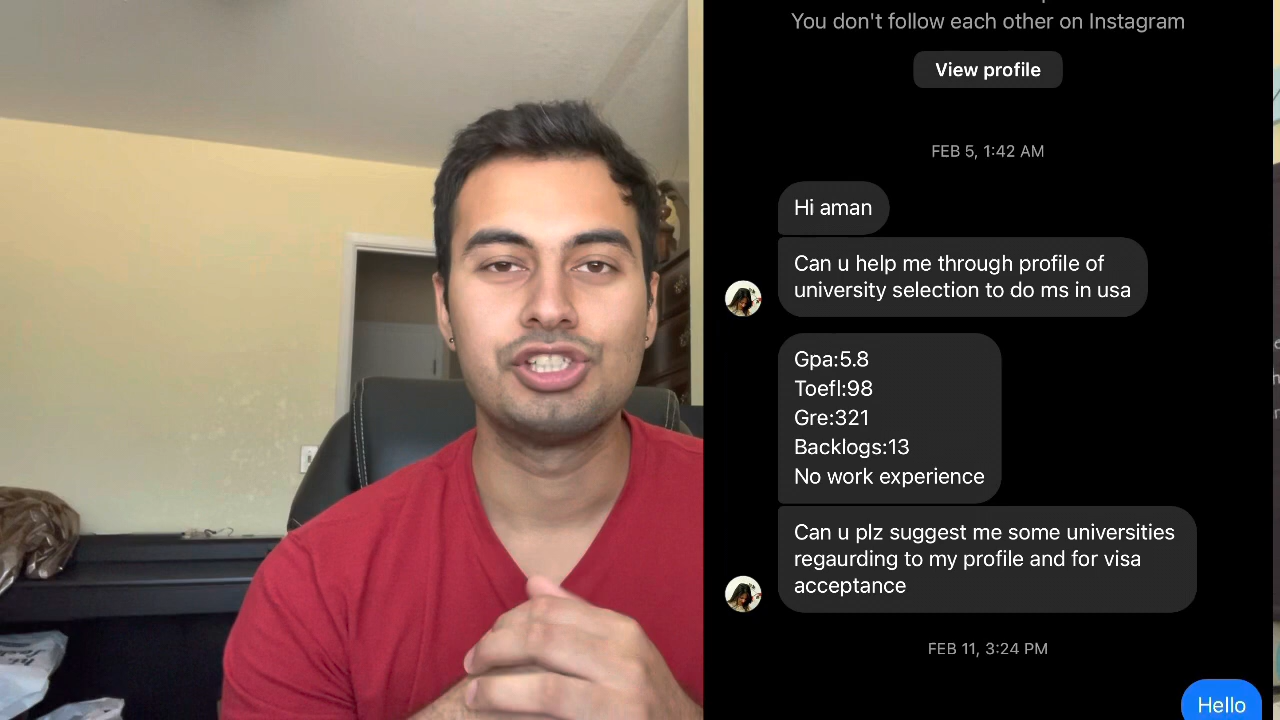 You don't follow each other on Instagram
View profile
FEB 5, 1:42 AM
Hi aman
Can u help me through profile of
university selection to do ms in usa
Gpa:5.8
Toefl:98
Gre:321
Backlogs:13
No work experience
Can u plz suggest me some universities
regaurding to my profile and for visa
acceptance
FEB 11, 3:24 PM
Hello